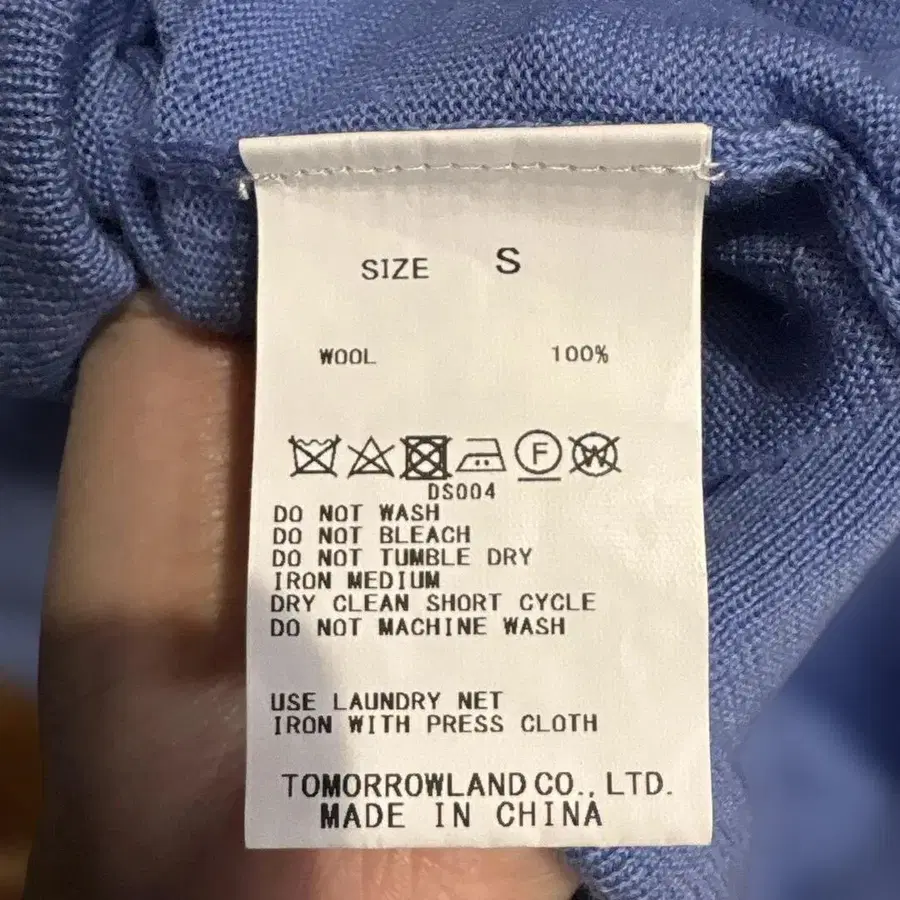 SIZE S
WOOL 100%
F W
DS004
DO NOT WASH
DO NOT BLEACH
DO NOT TUMBLE DRY
IRON MEDIUM
DRY CLEAN SHORT CYCLE
DO NOT MACHINE WASH
USE LAUNDRY NET
IRON WITH PRESS CLOTH
TOMORROWLAND CO., LTD.
MADE IN CHINA